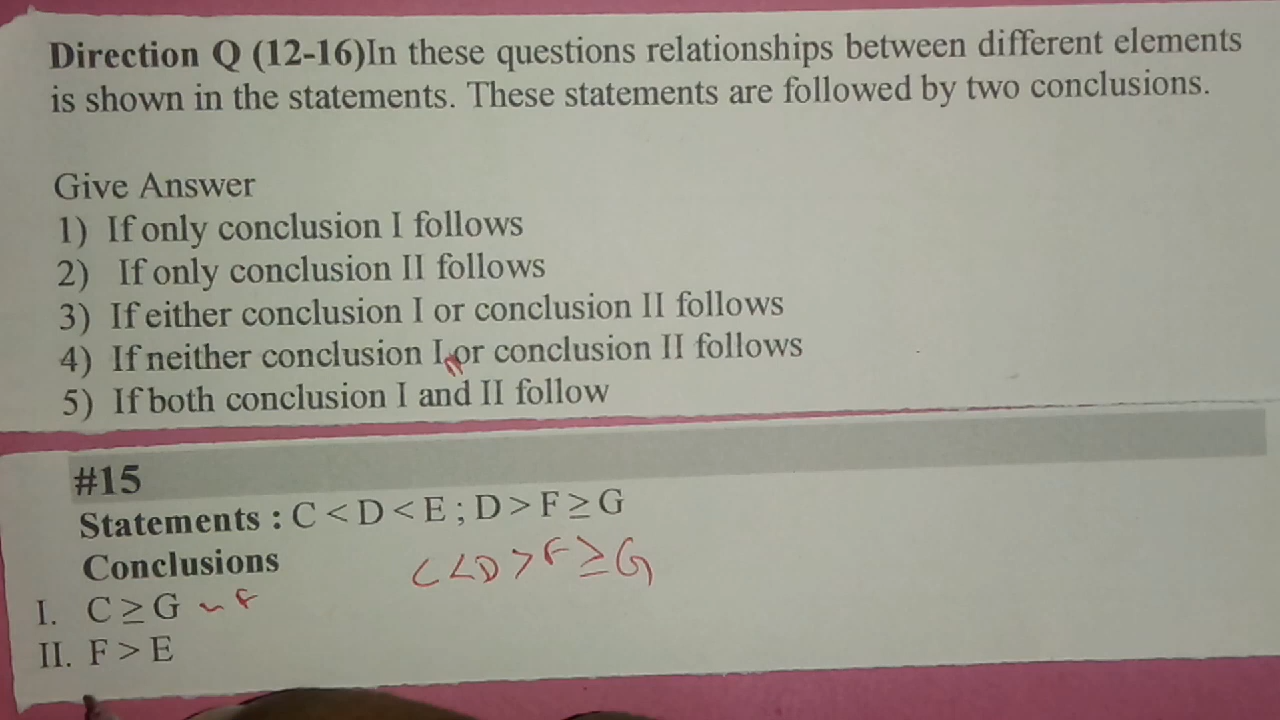 Direction Q (12-16)In these questions relationships between different elements
is shown in the statements. These statements are followed by two conclusions.
Give Answer
1) If only conclusion I follows
2) If only conclusion II follows
3) If either conclusion I or conclusion II follows
4) If neither conclusion I nor conclusion II follows
5) If both conclusion I and II follow
#15
Statements : C < D < E ; D > F ≥ G
Conclusions
C < D > F ≥ G
I. C ≥ G ~ F
II. F > E